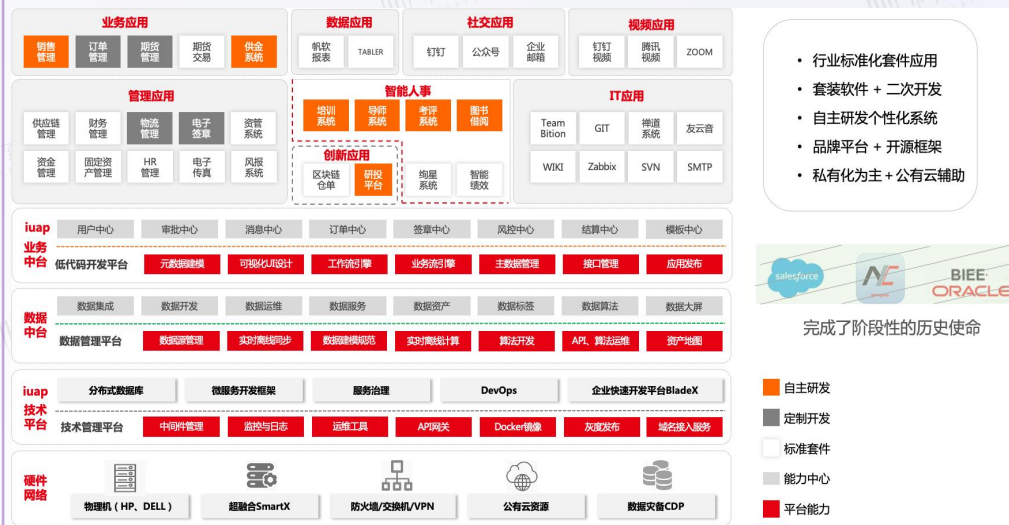 业务应用
销售
管理
订单
管理
期货
管理
期货
交易
供金
系统
数据应用
帆软
报表
TABLER
社交应用
钉钉
公众号
企业
邮箱
视频应用
钉钉
视频
腾讯
视频
ZOOM
管理应用
供应链
管理
财务
管理
物流
管理
电子
签章
资管
系统
资金
管理
固定资
产管理
HR
管理
电子
传真
风报
系统
智能人事
培训
系统
导师
系统
考评
系统
图书
借阅
创新应用
区块链
仓单
研投
平台
绚星
系统
智能
绩效
IT应用
Team
Bition
GIT
禅道
系统
友云音
WIKI
Zabbix
SVN
SMTP
iuap
业务
中台
用户中心
审批中心
消息中心
订单中心
签章中心
风控中心
结算中心
模板中心
低代码开发平台
元数据建模
可视化UI设计
工作流引擎
业务流引擎
主数据管理
接口管理
应用发布
数据
中台
数据集成
数据开发
数据运维
数据服务
数据资产
数据标签
数据算法
数据大屏
数据管理平台
数据源管理
实时离线同步
数据建模规范
实时离线计算
算法开发
API、算法运维
资产地图
iuap
技术
平台
分布式数据库
微服务开发框架
服务治理
DevOps
企业快速开发平台BladeX
技术管理平台
中间件管理
监控与日志
运维工具
API网关
Docker镜像
灰度发布
域名接入服务
硬件
网络
物理机（HP、DELL）
超融合SmartX
防火墙/交换机/VPN
公有云资源
数据灾备CDP
• 行业标准化套件应用
• 套装软件 + 二次开发
• 自主研发个性化系统
• 品牌平台 + 开源框架
• 私有化为主+公有云辅助
salesforce
NC
BIEE
ORACLE
完成了阶段性的历史使命
自主研发
定制开发
标准套件
能力中心
平台能力